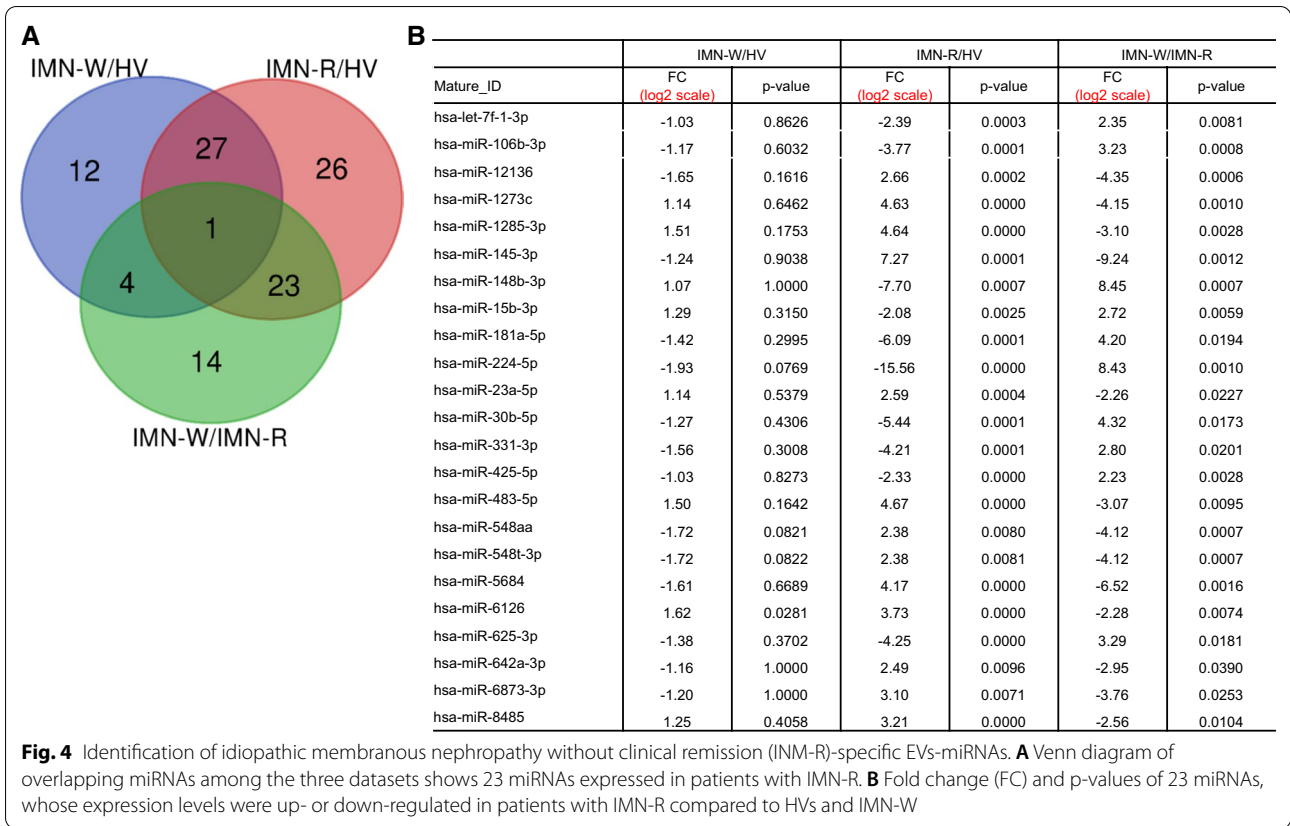 A
IMN-W/HV
IMN-R/HV
12
27
26
1
4
23
14
IMN-W/IMN-R
B
IMN-W/HV IMN-R/HV IMN-W/IMN-R
Mature_ID FC (log2 scale) p-value FC (log2 scale) p-value FC (log2 scale) p-value
hsa-let-7f-1-3p -1.03 0.8626 -2.39 0.0003 2.35 0.0081
hsa-miR-106b-3p -1.17 0.6032 -3.77 0.0001 3.23 0.0008
hsa-miR-12136 -1.65 0.1616 2.66 0.0002 -4.35 0.0006
hsa-miR-1273c 1.14 0.6462 4.63 0.0000 -4.15 0.0010
hsa-miR-1285-3p 1.51 0.1753 4.64 0.0000 -3.10 0.0028
hsa-miR-145-3p -1.24 0.9038 7.27 0.0001 -9.24 0.0012
hsa-miR-148b-3p 1.07 1.0000 -7.70 0.0007 8.45 0.0007
hsa-miR-15b-3p 1.29 0.3150 -2.08 0.0025 2.72 0.0059
hsa-miR-181a-5p -1.42 0.2995 -6.09 0.0001 4.20 0.0194
hsa-miR-224-5p -1.93 0.0769 -15.56 0.0000 8.43 0.0010
hsa-miR-23a-5p 1.14 0.5379 2.59 0.0004 -2.26 0.0227
hsa-miR-30b-5p -1.27 0.4306 -5.44 0.0001 4.32 0.0173
hsa-miR-331-3p -1.56 0.3008 -4.21 0.0001 2.80 0.0201
hsa-miR-425-5p -1.03 0.8273 -2.33 0.0000 2.23 0.0028
hsa-miR-483-5p 1.50 0.1642 4.67 0.0000 -3.07 0.0095
hsa-miR-548aa -1.72 0.0821 2.38 0.0080 -4.12 0.0007
hsa-miR-548t-3p -1.72 0.0822 2.38 0.0081 -4.12 0.0007
hsa-miR-5684 -1.61 0.6689 4.17 0.0000 -6.52 0.0016
hsa-miR-6126 1.62 0.0281 3.73 0.0000 -2.28 0.0074
hsa-miR-625-3p -1.38 0.3702 -4.25 0.0000 3.29 0.0181
hsa-miR-642a-3p -1.16 1.0000 2.49 0.0096 -2.95 0.0390
hsa-miR-6873-3p -1.20 1.0000 3.10 0.0071 -3.76 0.0253
hsa-miR-8485 1.25 0.4058 3.21 0.0000 -2.56 0.0104
Fig. 4 Identification of idiopathic membranous nephropathy without clinical remission (INM-R)-specific EVs-miRNAs. A Venn diagram of
overlapping miRNAs among the three datasets shows 23 miRNAs expressed in patients with IMN-R. B Fold change (FC) and p-values of 23 miRNAs,
whose expression levels were up- or down-regulated in patients with IMN-R compared to HVs and IMN-W